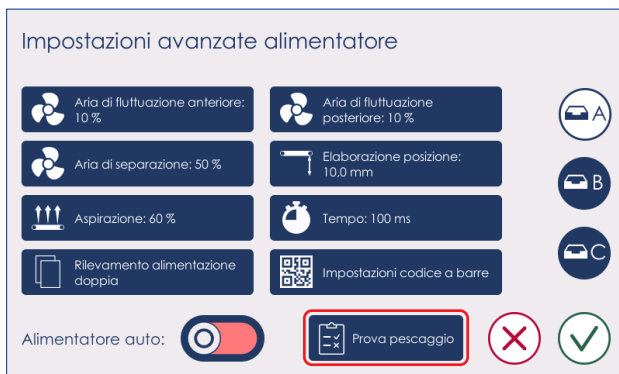 Impostazioni avanzate alimentatore
Aria di fluttuazione anteriore:
10 %
Aria di fluttuazione
posteriore: 10 %
A
Aria di separazione: 50 %
Elaborazione posizione:
10,0 mm
B
Aspirazione: 60 %
Tempo: 100 ms
Rilevamento alimentazione
doppia
Impostazioni codice a barre
C
Alimentatore auto:
Prova pescaggio